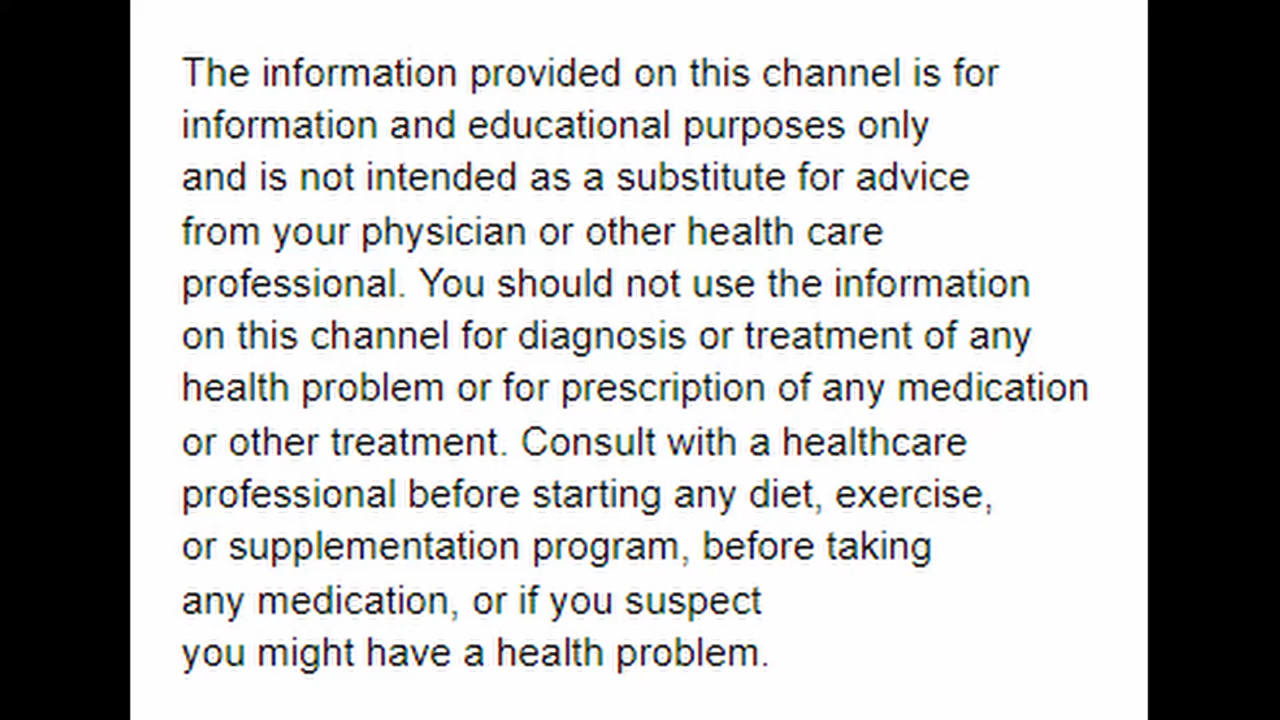 The information provided on this channel is for
information and educational purposes only
and is not intended as a substitute for advice
from your physician or other health care
professional. You should not use the information
on this channel for diagnosis or treatment of any
health problem or for prescription of any medication
or other treatment. Consult with a healthcare
professional before starting any diet, exercise,
or supplementation program, before taking
any medication, or if you suspect
you might have a health problem.